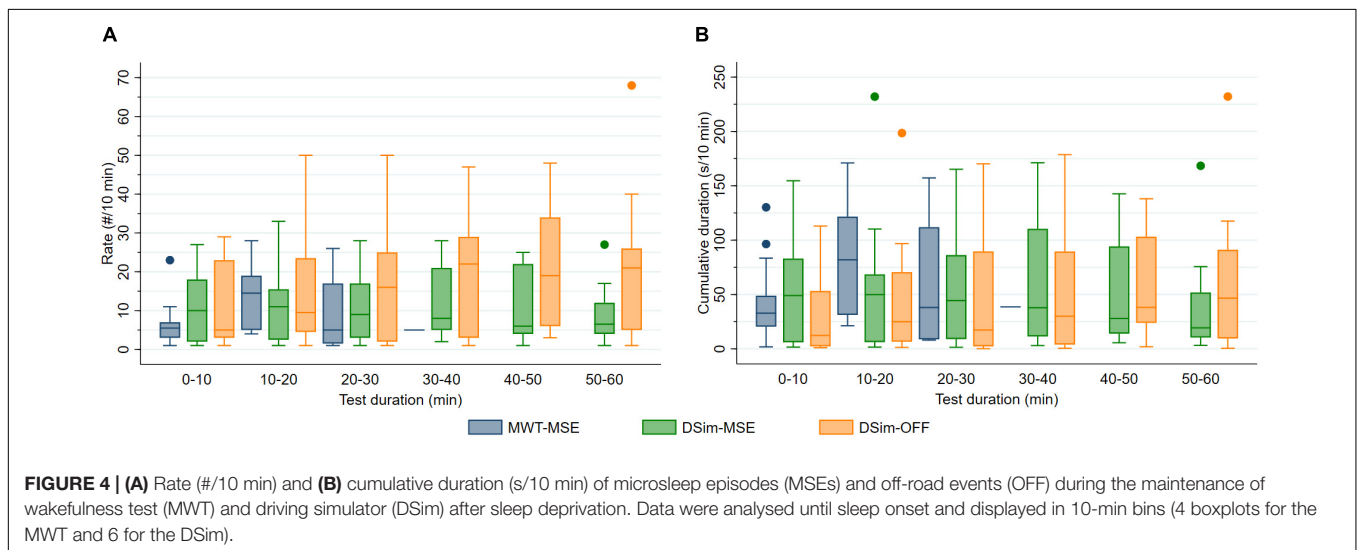 A
B
Rate (#/10 min)
70
60
50
40
30
20
10
0
0-10 10-20 20-30 30-40 40-50 50-60
Test duration (min)
Cumulative duration (s/10 min)
250
200
150
100
50
0
0-10 10-20 20-30 30-40 40-50 50-60
Test duration (min)
MWT-MSE DSim-MSE DSim-OFF
FIGURE 4 | (A) Rate (#/10 min) and (B) cumulative duration (s/10 min) of microsleep episodes (MSEs) and off-road events (OFF) during the maintenance of
wakefulness test (MWT) and driving simulator (DSim) after sleep deprivation. Data were analysed until sleep onset and displayed in 10-min bins (4 boxplots for the
MWT and 6 for the DSim).